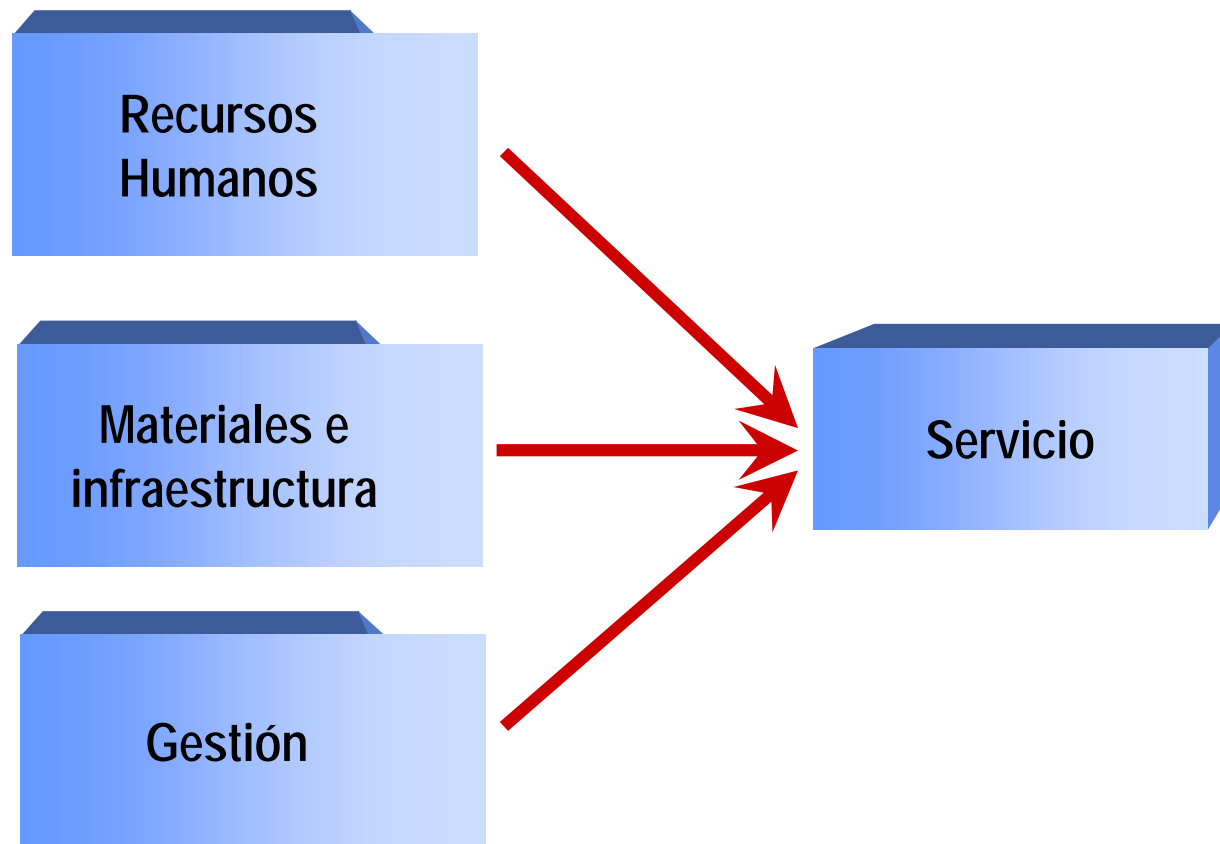 Recursos
Humanos
Materiales e
infraestructura
Servicio
Gestión